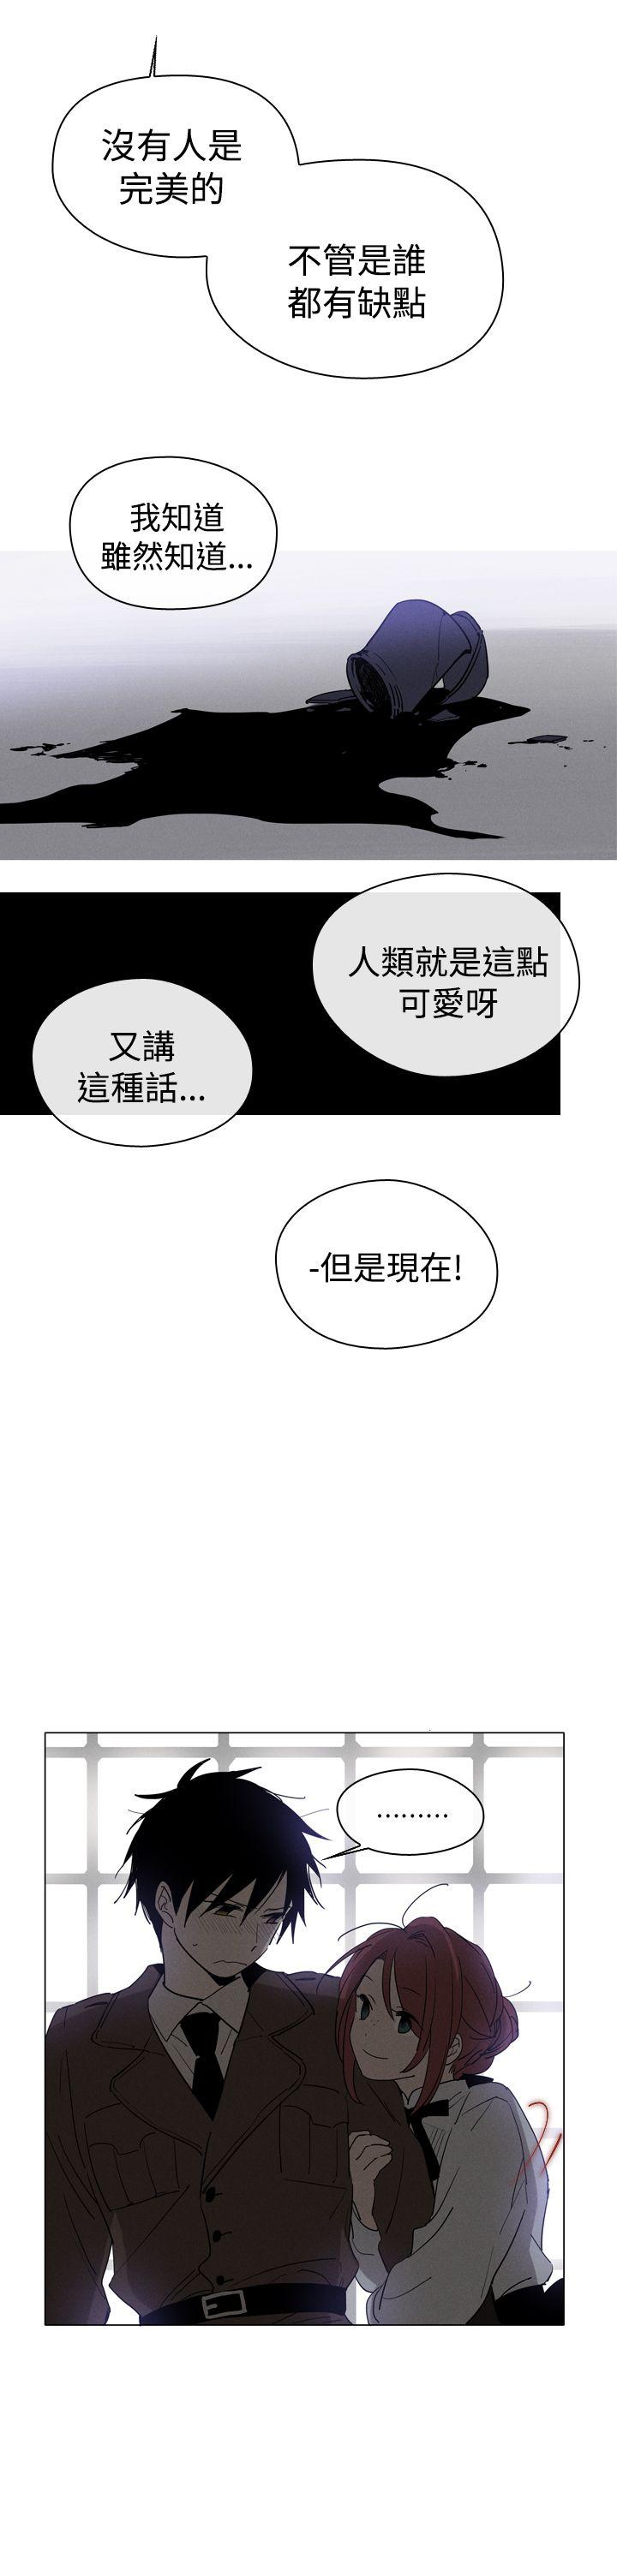 沒有人是
完美的
不管是誰
都有缺點
我知道
雖然知道...
人類就是這點
可愛呀
又講
這種話...
-但是現在!
………